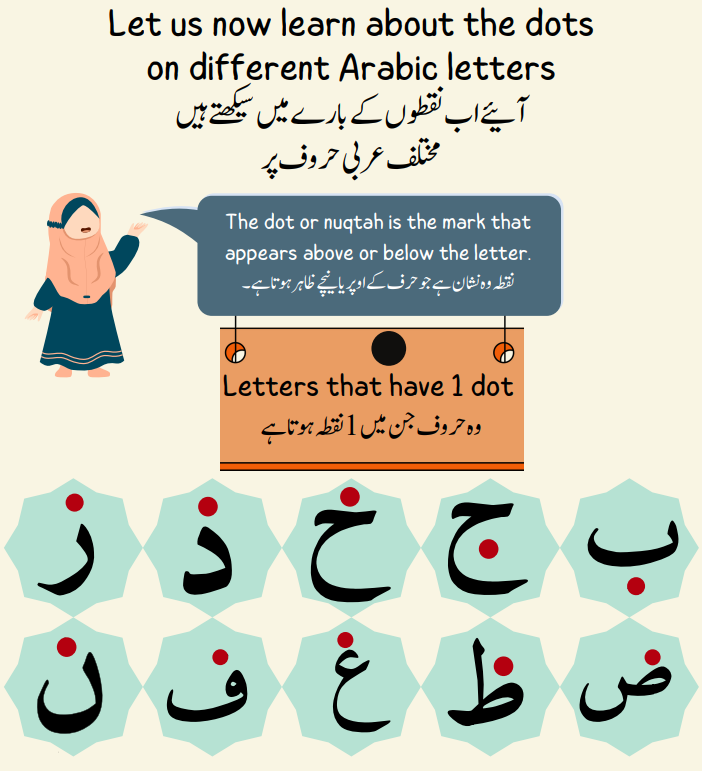 Let us now learn about the dots
on different Arabic letters
آئیے اب نقطوں کے بارے میں سیکھتے ہیں
مختلف عربی حروف پر
The dot or nuqtah is the mark that
appears above or below the letter.
نقطہ وہ نشان ہے جو حرف کے اوپر یا نیچے ظاہر ہوتا ہے۔
Letters that have 1 dot
وہ حروف جن میں 1 نقطہ ہوتا ہے
ب ج خ ذ ز
ض ظ غ ف ن